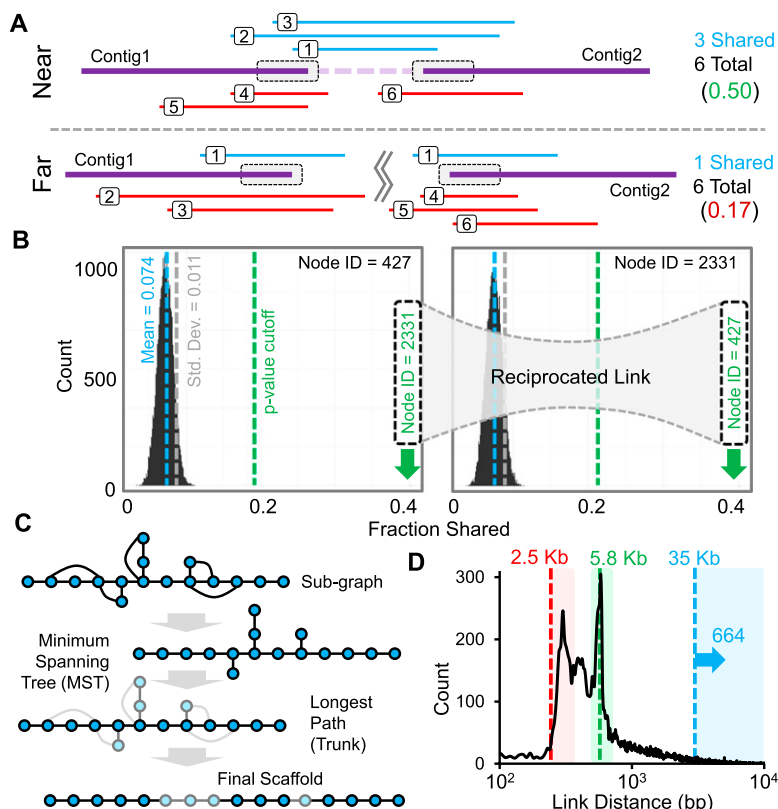 A
Near
Contig1
3
2
1
Contig2
4
6
5
3 Shared
6 Total
(0.50)
Far
Contig1
1
1
2
3
4
5
6
Contig2
1 Shared
6 Total
(0.17)
B
Count
1000
500
0
Mean = 0.074
Std. Dev. = 0.011
p-value cutoff
Node ID = 427
Node ID = 2331
Node ID = 2331
Reciprocated Link
Node ID = 427
0
0.2
0.4
0
0.2
0.4
Fraction Shared
C
Sub-graph
Minimum
Spanning
Tree (MST)
Longest
Path
(Trunk)
Final Scaffold
D
2.5 Kb
5.8 Kb
35 Kb
664
Count
300
200
100
0
10²
10³
10⁴
Link Distance (bp)